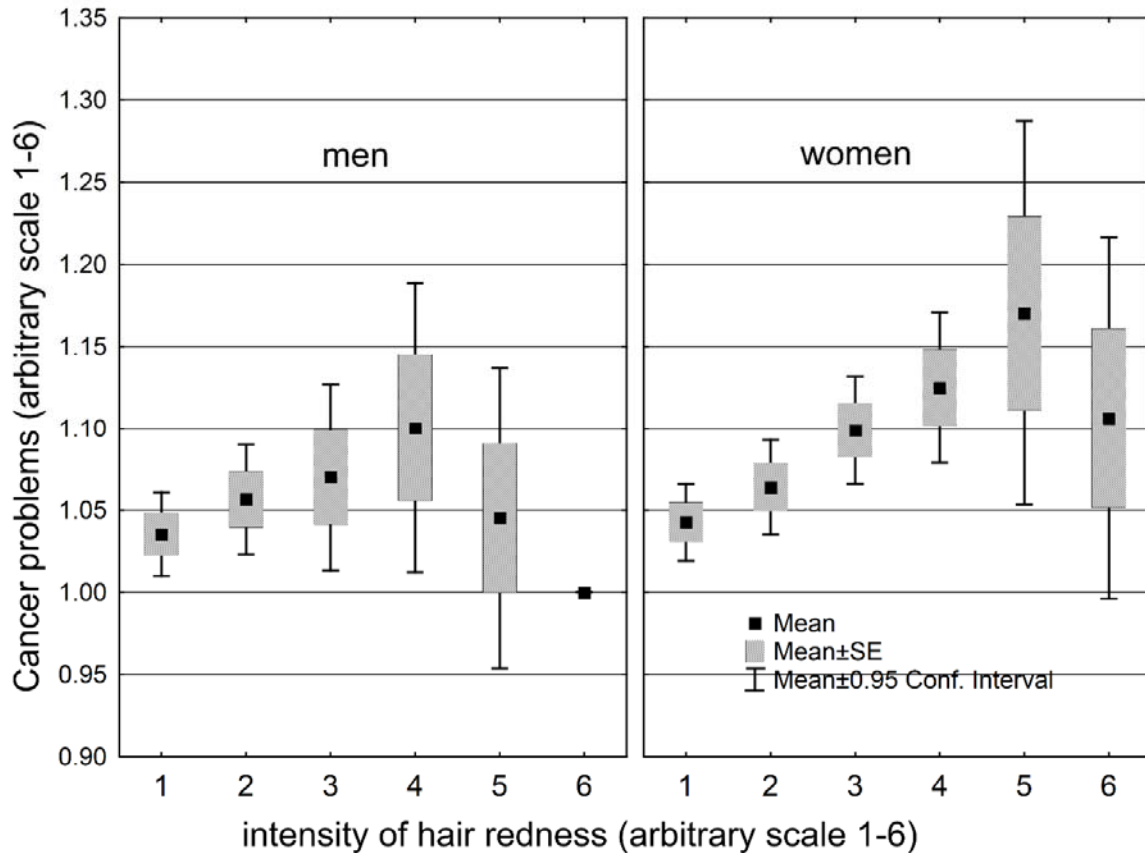 Cancer problems (arbitrary scale 1-6)
1.35
1.30
1.25
1.20
1.15
1.10
1.05
1.00
0.95
0.90
men
women
Mean
Mean±SE
Mean±0.95 Conf. Interval
1 2 3 4 5 6 1 2 3 4 5 6
intensity of hair redness (arbitrary scale 1-6)